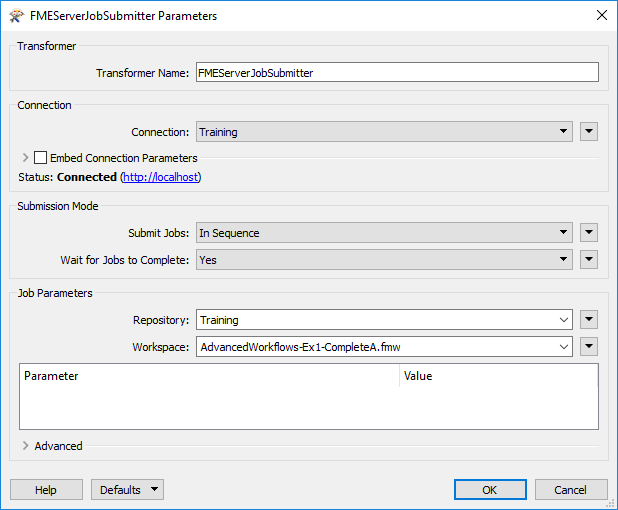 FMEServerJobSubmitter Parameters
Transformer
Transformer Name: FMEServerJobSubmitter
Connection
Connection: Training
Embed Connection Parameters
Status: Connected (http://localhost)
Submission Mode
Submit Jobs: In Sequence
Wait for Jobs to Complete: Yes
Job Parameters
Repository: Training
Workspace: AdvancedWorkflows-Ex1-CompleteA.fmw
Parameter Value
Advanced
Help Defaults OK Cancel